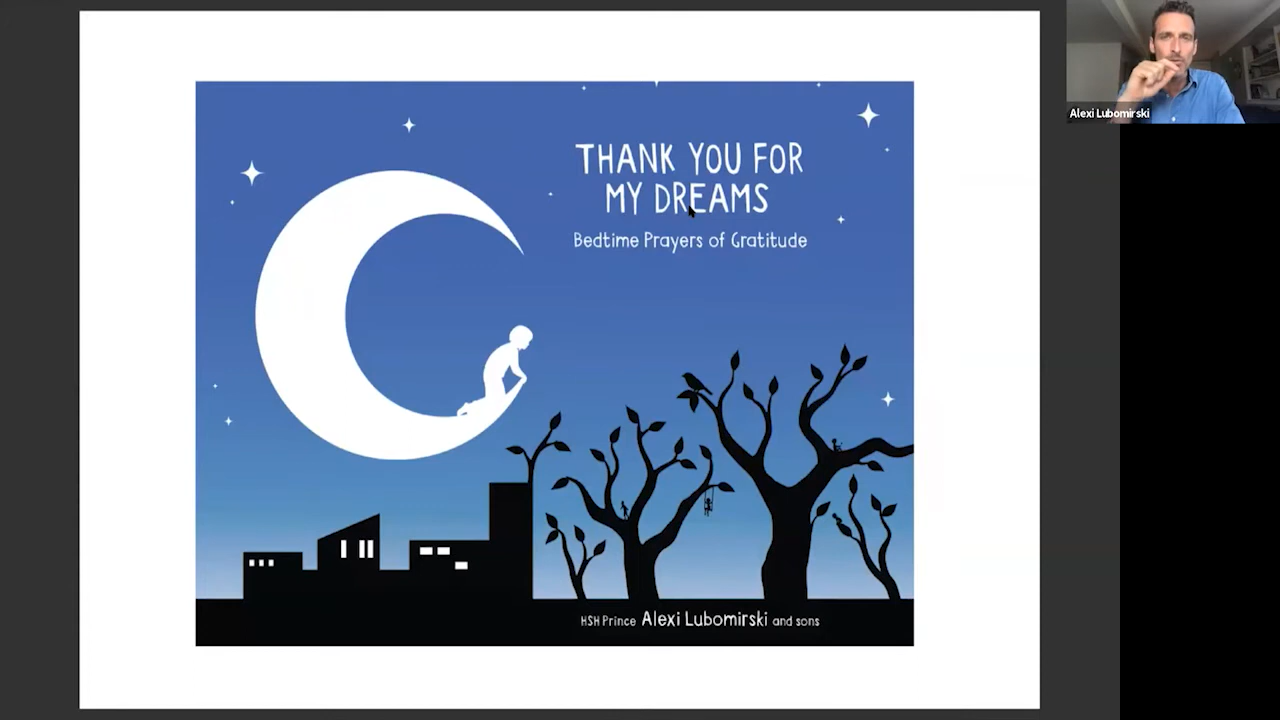 THANK YOU FOR
MY DREAMS
Bedtime Prayers of Gratitude
HSH Prince Alexi Lubomirski and sons
Alexi Lubomirski